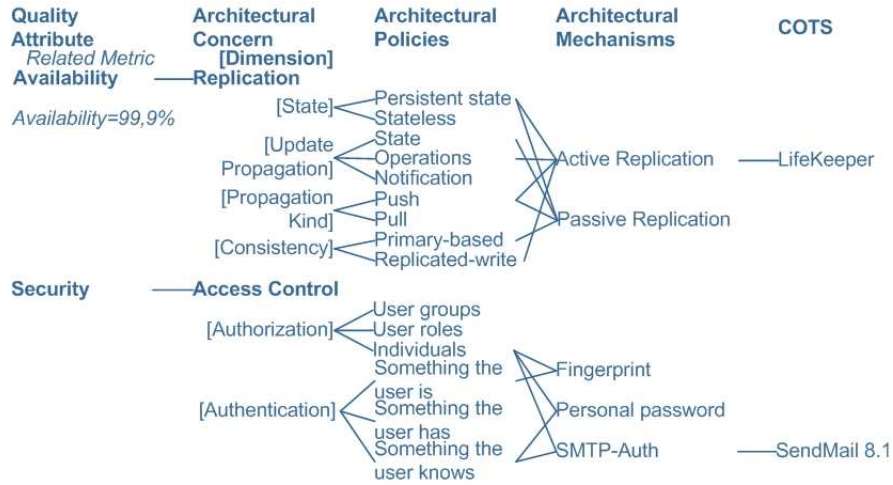 Quality Attribute
Architectural Concern
Architectural Policies
Architectural Mechanisms
COTS
Related Metric
[Dimension]
Availability
Replication
Availability=99,9%
[State]
Persistent state
Stateless
[Update Propagation]
State
Operations
Notification
Active Replication
LifeKeeper
[Propagation Kind]
Push
Pull
Passive Replication
[Consistency]
Primary-based
Replicated-write
Security
Access Control
[Authorization]
User groups
User roles
Individuals
[Authentication]
Something the user is
Something the user has
Something the user knows
Fingerprint
Personal password
SMTP-Auth
SendMail 8.1